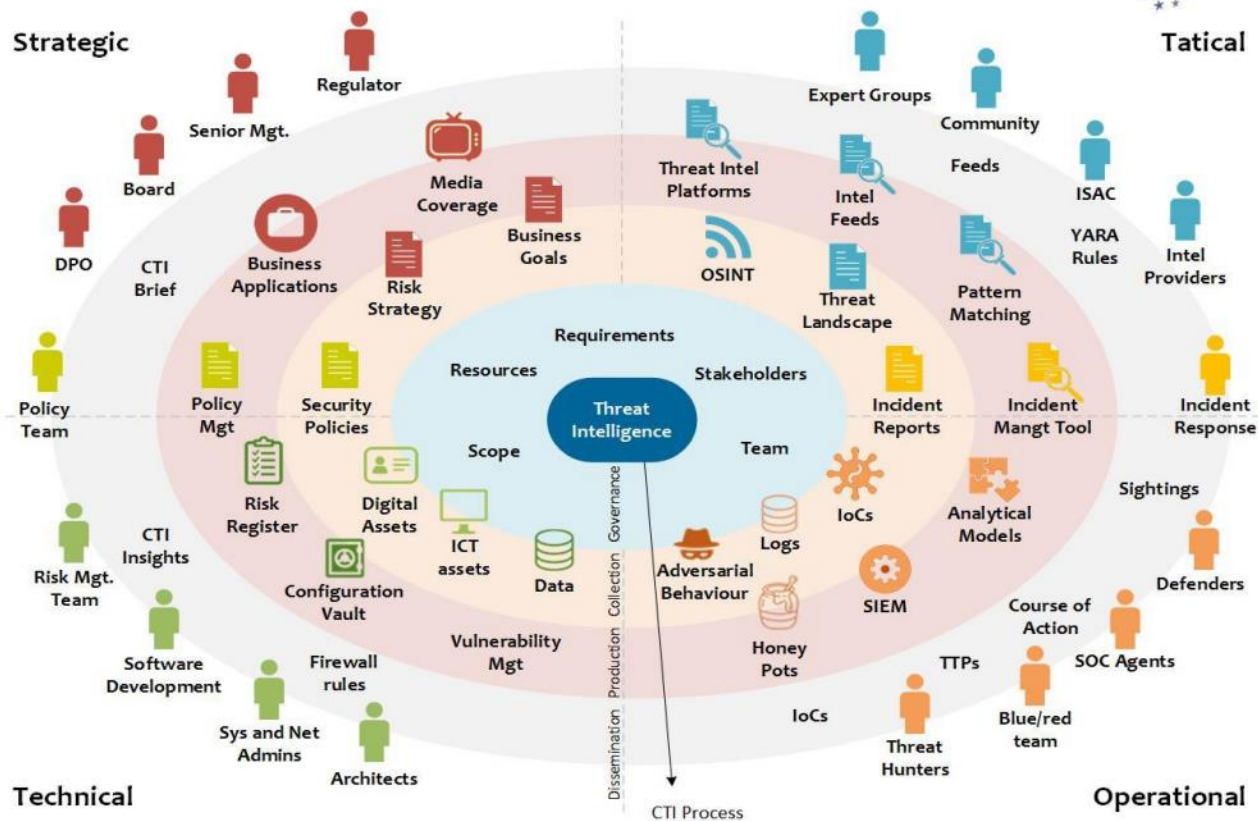 Strategic
Tatical
Regulator
Senior Mgt.
Board
DPO
CTI
Brief
Business
Applications
Media
Coverage
Risk
Strategy
Business
Goals
Expert Groups
Community
Feeds
ISAC
YARA
Rules
Intel
Providers
Threat Intel
Platforms
Intel
Feeds
Pattern
Matching
OSINT
Threat
Landscape
Requirements
Resources
Stakeholders
Threat
Intelligence
Scope
Team
Policy
Team
Policy
Mgt
Security
Policies
Incident
Reports
Incident
Mangt Tool
Incident
Response
Risk
Register
Digital
Assets
ICT
assets
Data
Configuration
Vault
Vulnerability
Mgt
CTI
Insights
Risk Mgt.
Team
Software
Development
Firewall
rules
Sys and Net
Admins
Architects
Governance
Collection
Production
Dissemination
Adversarial
Behaviour
Logs
IoCs
Analytical
Models
SIEM
Honey
Pots
Sightings
Defenders
Course of
Action
SOC Agents
TTPs
Blue/red
team
IoCs
Threat
Hunters
Technical
Operational
CTI Process